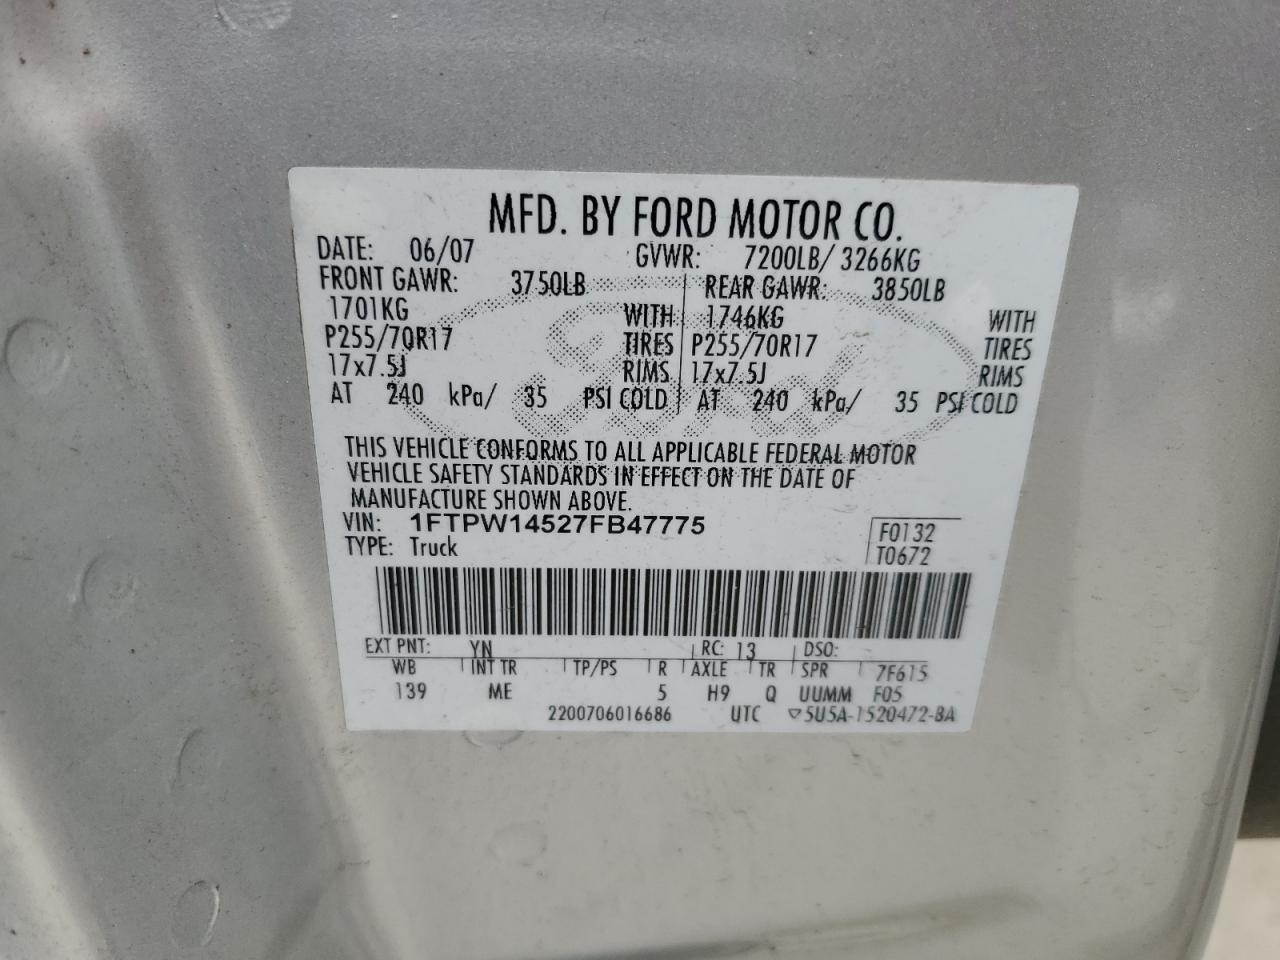 MFD. BY FORD MOTOR CO.
DATE: 06/07 GVWR: 7200LB/ 3266KG
FRONT GAWR: 3750LB REAR GAWR: 3850LB
1701KG WITH 1746KG WITH
P255/70R17 TIRES P255/70R17 TIRES
17x7.5J RIMS 17x7.5J RIMS
AT 240 kPa/ 35 PSI COLD AT 240 kPa/ 35 PSI COLD
THIS VEHICLE CONFORMS TO ALL APPLICABLE FEDERAL MOTOR
VEHICLE SAFETY STANDARDS IN EFFECT ON THE DATE OF
MANUFACTURE SHOWN ABOVE.
VIN: 1FTPW14527FB47775 F0132
TYPE: Truck T0672
EXT PNT: YN RC: 13 DSO:
WB INT TR TP/PS R AXLE TR SPR 7F615
139 ME 5 H9 Q UUMM F05
2200706016686 UTC ▽5U5A-1520472-BA
Ford